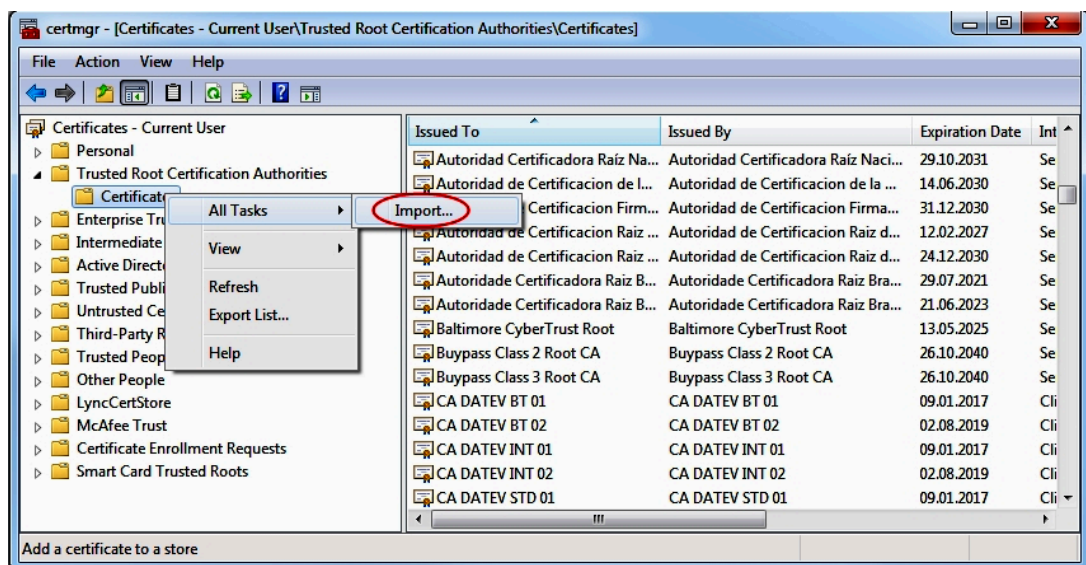 certmgr - [Certificates - Current User\Trusted Root Certification Authorities\Certificates]
File Action View Help
Certificates - Current User
Personal
Trusted Root Certification Authorities
Certificate
Enterprise Tru
Intermediate
Active Directo
Trusted Publi
Untrusted Ce
Third-Party R
Trusted Peop
Other People
LyncCertStore
McAfee Trust
Certificate Enrollment Requests
Smart Card Trusted Roots
All Tasks
View
Refresh
Export List...
Help
Import...
Issued To Issued By Expiration Date Int
Autoridad Certificadora Raíz Na... Autoridad Certificadora Raíz Naci... 29.10.2031 Se
Autoridad de Certificacion de l... Autoridad de Certificacion de la ... 14.06.2030 Se
Certificacion Firm... Autoridad de Certificacion Firma... 31.12.2030 Se
Autoridad de Certificacion Raiz ... Autoridad de Certificacion Raiz d... 12.02.2027 Se
Autoridad de Certificacion Raiz ... Autoridad de Certificacion Raiz d... 24.12.2030 Se
Autoridade Certificadora Raiz B... Autoridade Certificadora Raiz Bra... 29.07.2021 Se
Autoridade Certificadora Raiz B... Autoridade Certificadora Raiz Bra... 21.06.2023 Se
Baltimore CyberTrust Root Baltimore CyberTrust Root 13.05.2025 Se
Buypass Class 2 Root CA Buypass Class 2 Root CA 26.10.2040 Se
Buypass Class 3 Root CA Buypass Class 3 Root CA 26.10.2040 Se
CA DATEV BT 01 CA DATEV BT 01 09.01.2017 Cli
CA DATEV BT 02 CA DATEV BT 02 02.08.2019 Cli
CA DATEV INT 01 CA DATEV INT 01 09.01.2017 Cli
CA DATEV INT 02 CA DATEV INT 02 02.08.2019 Cli
CA DATEV STD 01 CA DATEV STD 01 09.01.2017 Cli
Add a certificate to a store